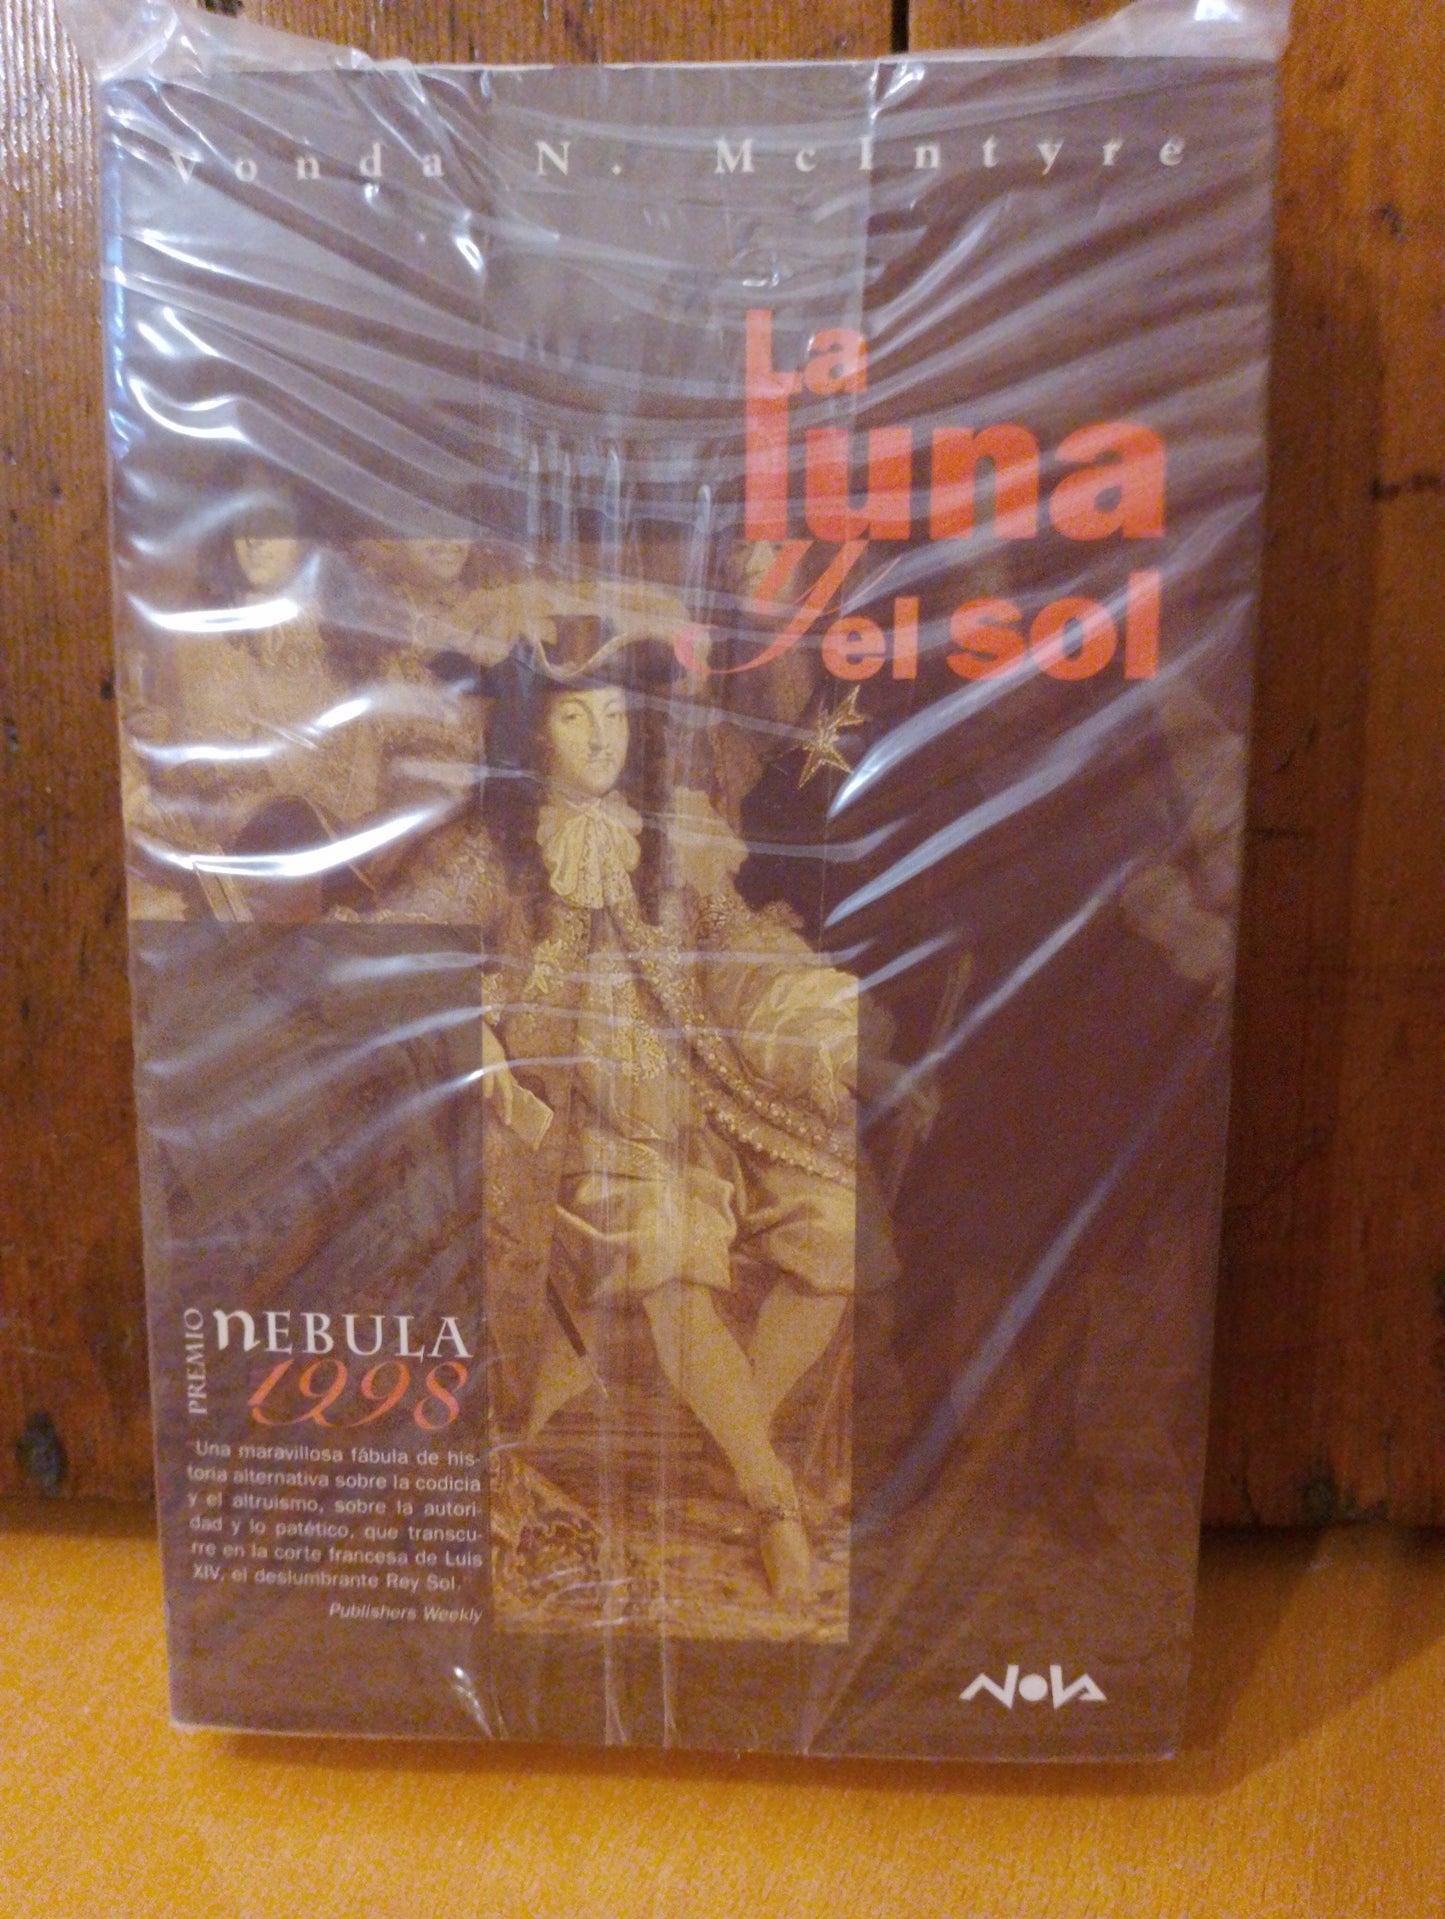 Vonda N. McIntyre
La
luna
y el sol
PREMIO
NEBULA
1998
Una maravillosa fábula de his-
toria alternativa sobre la codicia
y el altruismo, sobre la autori-
dad y lo patético, que transcu-
rre en la corte francesa de Luis
XIV, el deslumbrante Rey Sol."
Publishers Weekly
NOVA